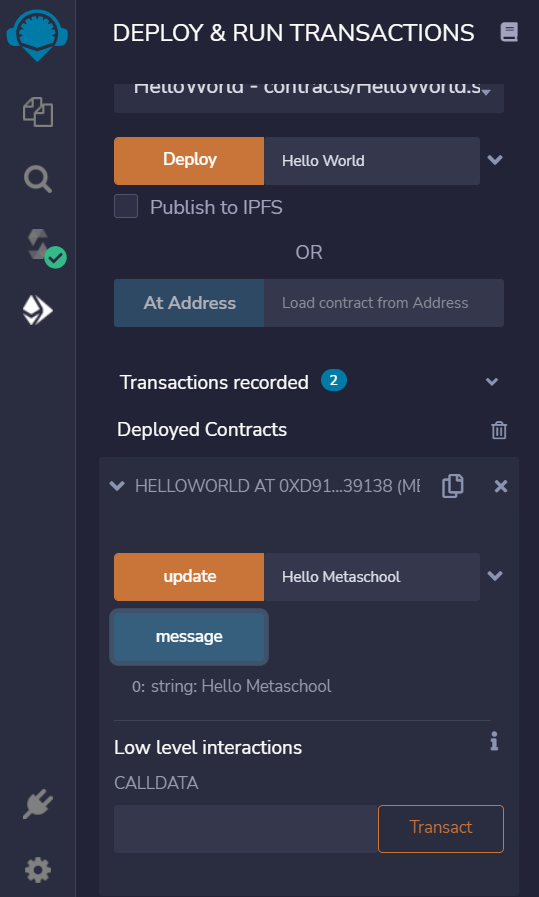 DEPLOY & RUN TRANSACTIONS
HelloWorld - contracts/HelloWorld.s
Deploy Hello World
Publish to IPFS
OR
At Address Load contract from Address
Transactions recorded 2
Deployed Contracts
HELLOWORLD AT 0XD91...39138 (ME
update Hello Metaschool
message
0: string: Hello Metaschool
Low level interactions
CALLDATA
Transact